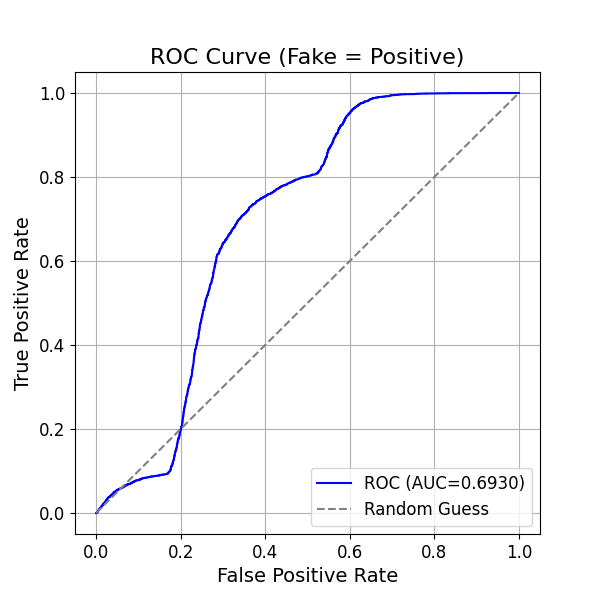 ROC Curve (Fake = Positive)
True Positive Rate
1.0
0.8
0.6
0.4
0.2
0.0
ROC (AUC=0.6930)
Random Guess
0.0 0.2 0.4 0.6 0.8 1.0
False Positive Rate